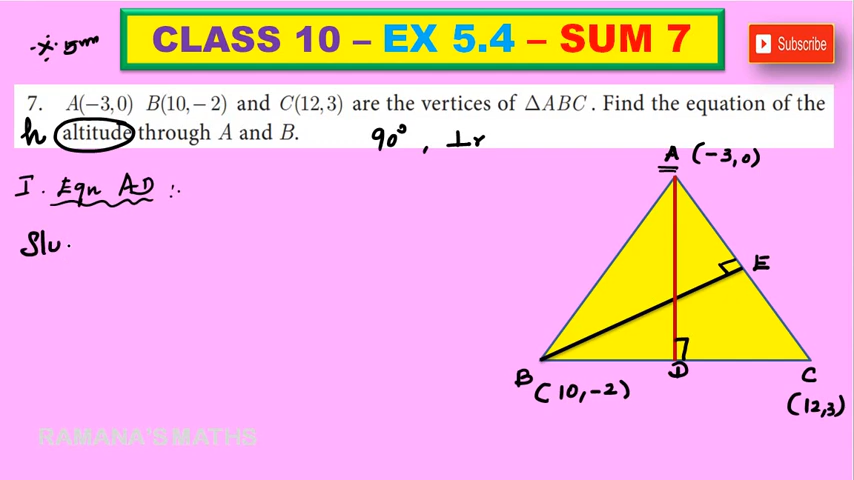 CLASS 10 – EX 5.4 – SUM 7
Subscribe
7. A(−3,0) B(10,−2) and C(12,3) are the vertices of ΔABC. Find the equation of the
h altitude through A and B.
90°, ⊥r
A (−3,0)
I. Eqn AD :
E
B
(10,−2)
D
C
(12,3)
RAMANA'S MATHS